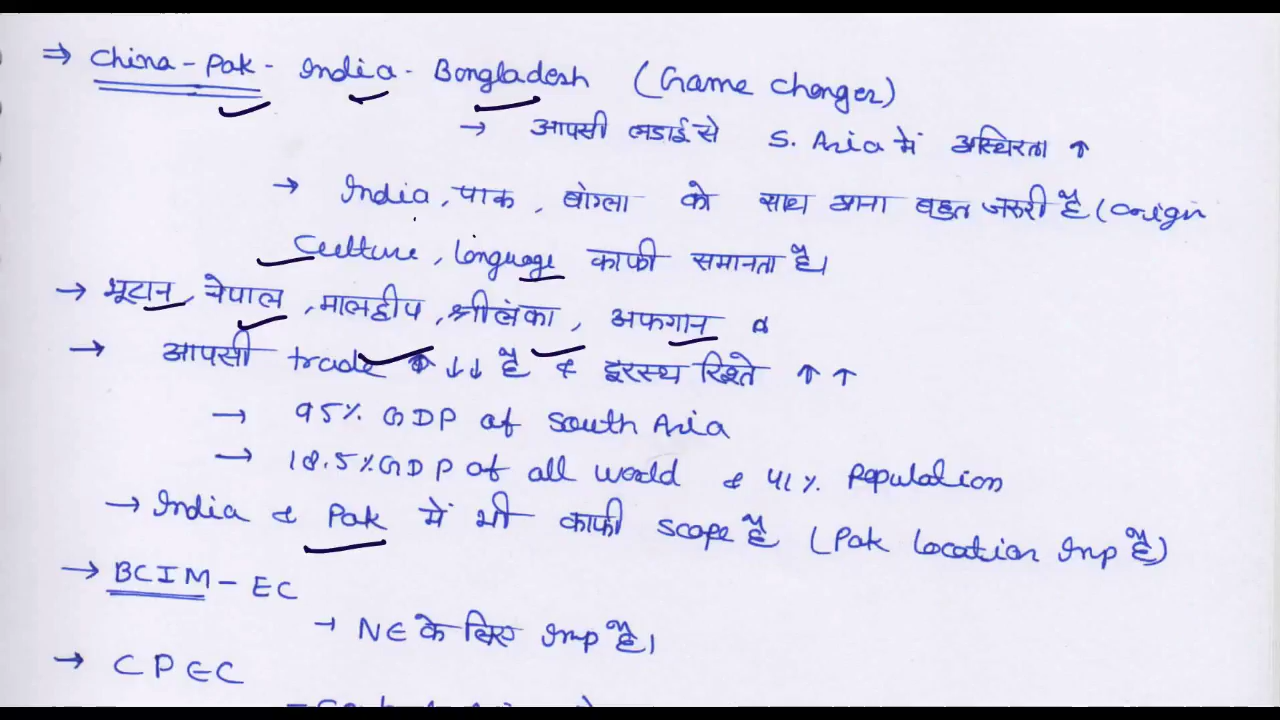 ⇒ China - Pak - India - Bangladesh (Game Changer)
→ आपसी लडाई से S. Asia में अस्थिरता ↑
→ India, पाक, बांग्ला को साथ आना बहुत जरुरी है (Origin
Culture, language काफी समानता है।
→ भूटान, नेपाल, मालद्वीप, श्रीलंका, अफगान
→ आपसी trade ↓↓ है & दूरस्थ रिश्ते ↑ ↑
→ 95% GDP of South Asia
→ 18.5% GDP of all world & 41% Population
→ India & Pak में भी काफी scope है (Pak location Imp है)
→ BCIM - EC
→ NE के लिए Imp है।
→ CPEC